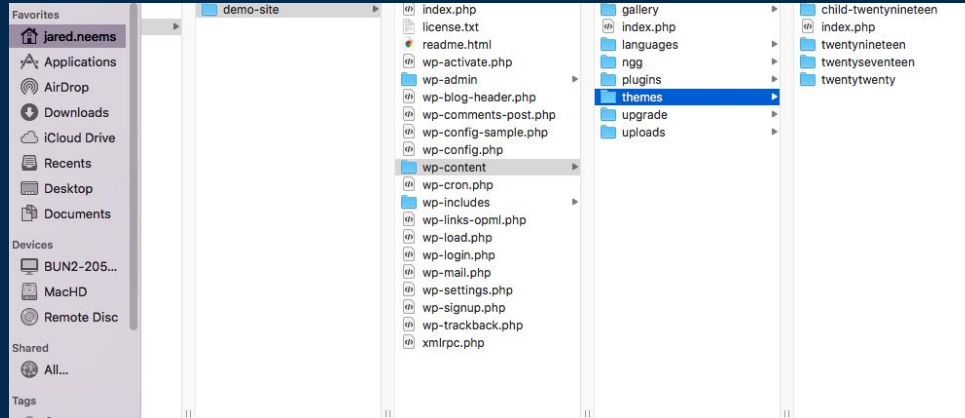 Favorites
jared.neems
Applications
AirDrop
Downloads
iCloud Drive
Recents
Desktop
Documents
Devices
BUN2-205...
MacHD
Remote Disc
Shared
All...
Tags
demo-site
index.php
license.txt
readme.html
wp-activate.php
wp-admin
wp-blog-header.php
wp-comments-post.php
wp-config-sample.php
wp-config.php
wp-content
wp-cron.php
wp-includes
wp-links-opml.php
wp-load.php
wp-login.php
wp-mail.php
wp-settings.php
wp-signup.php
wp-trackback.php
xmlrpc.php
gallery
index.php
languages
ngg
plugins
themes
upgrade
uploads
child-twentynineteen
index.php
twentynineteen
twentyseventeen
twentytwenty